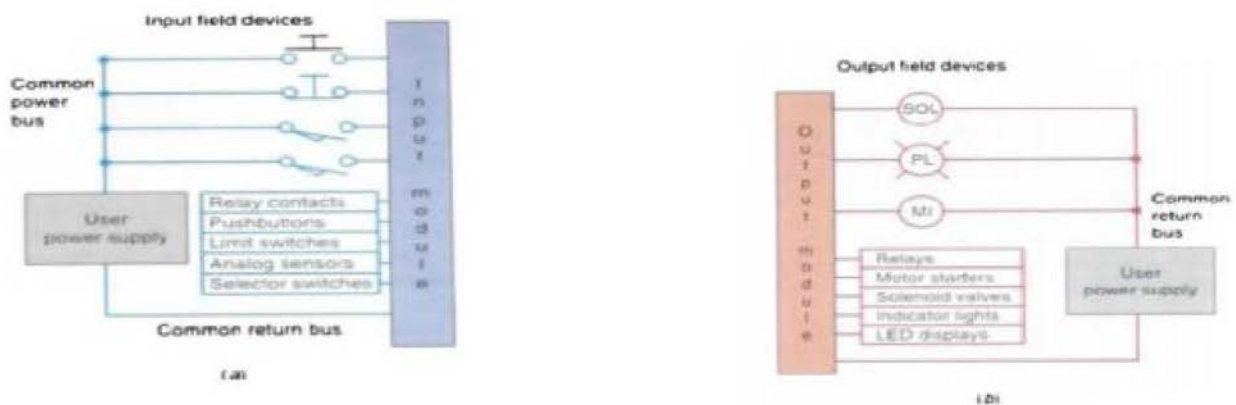 Input field devices
Common
power
bus
Input module
User
power supply
Relay contacts
Pushbuttons
Limit switches
Analog sensors
Selector switches
Common return bus
(a)
Output field devices
Output module
SOL
PL
Common
return
bus
Relays
Motor starters
Solenoid valves
Indicator lights
LED displays
User
power supply
(b)